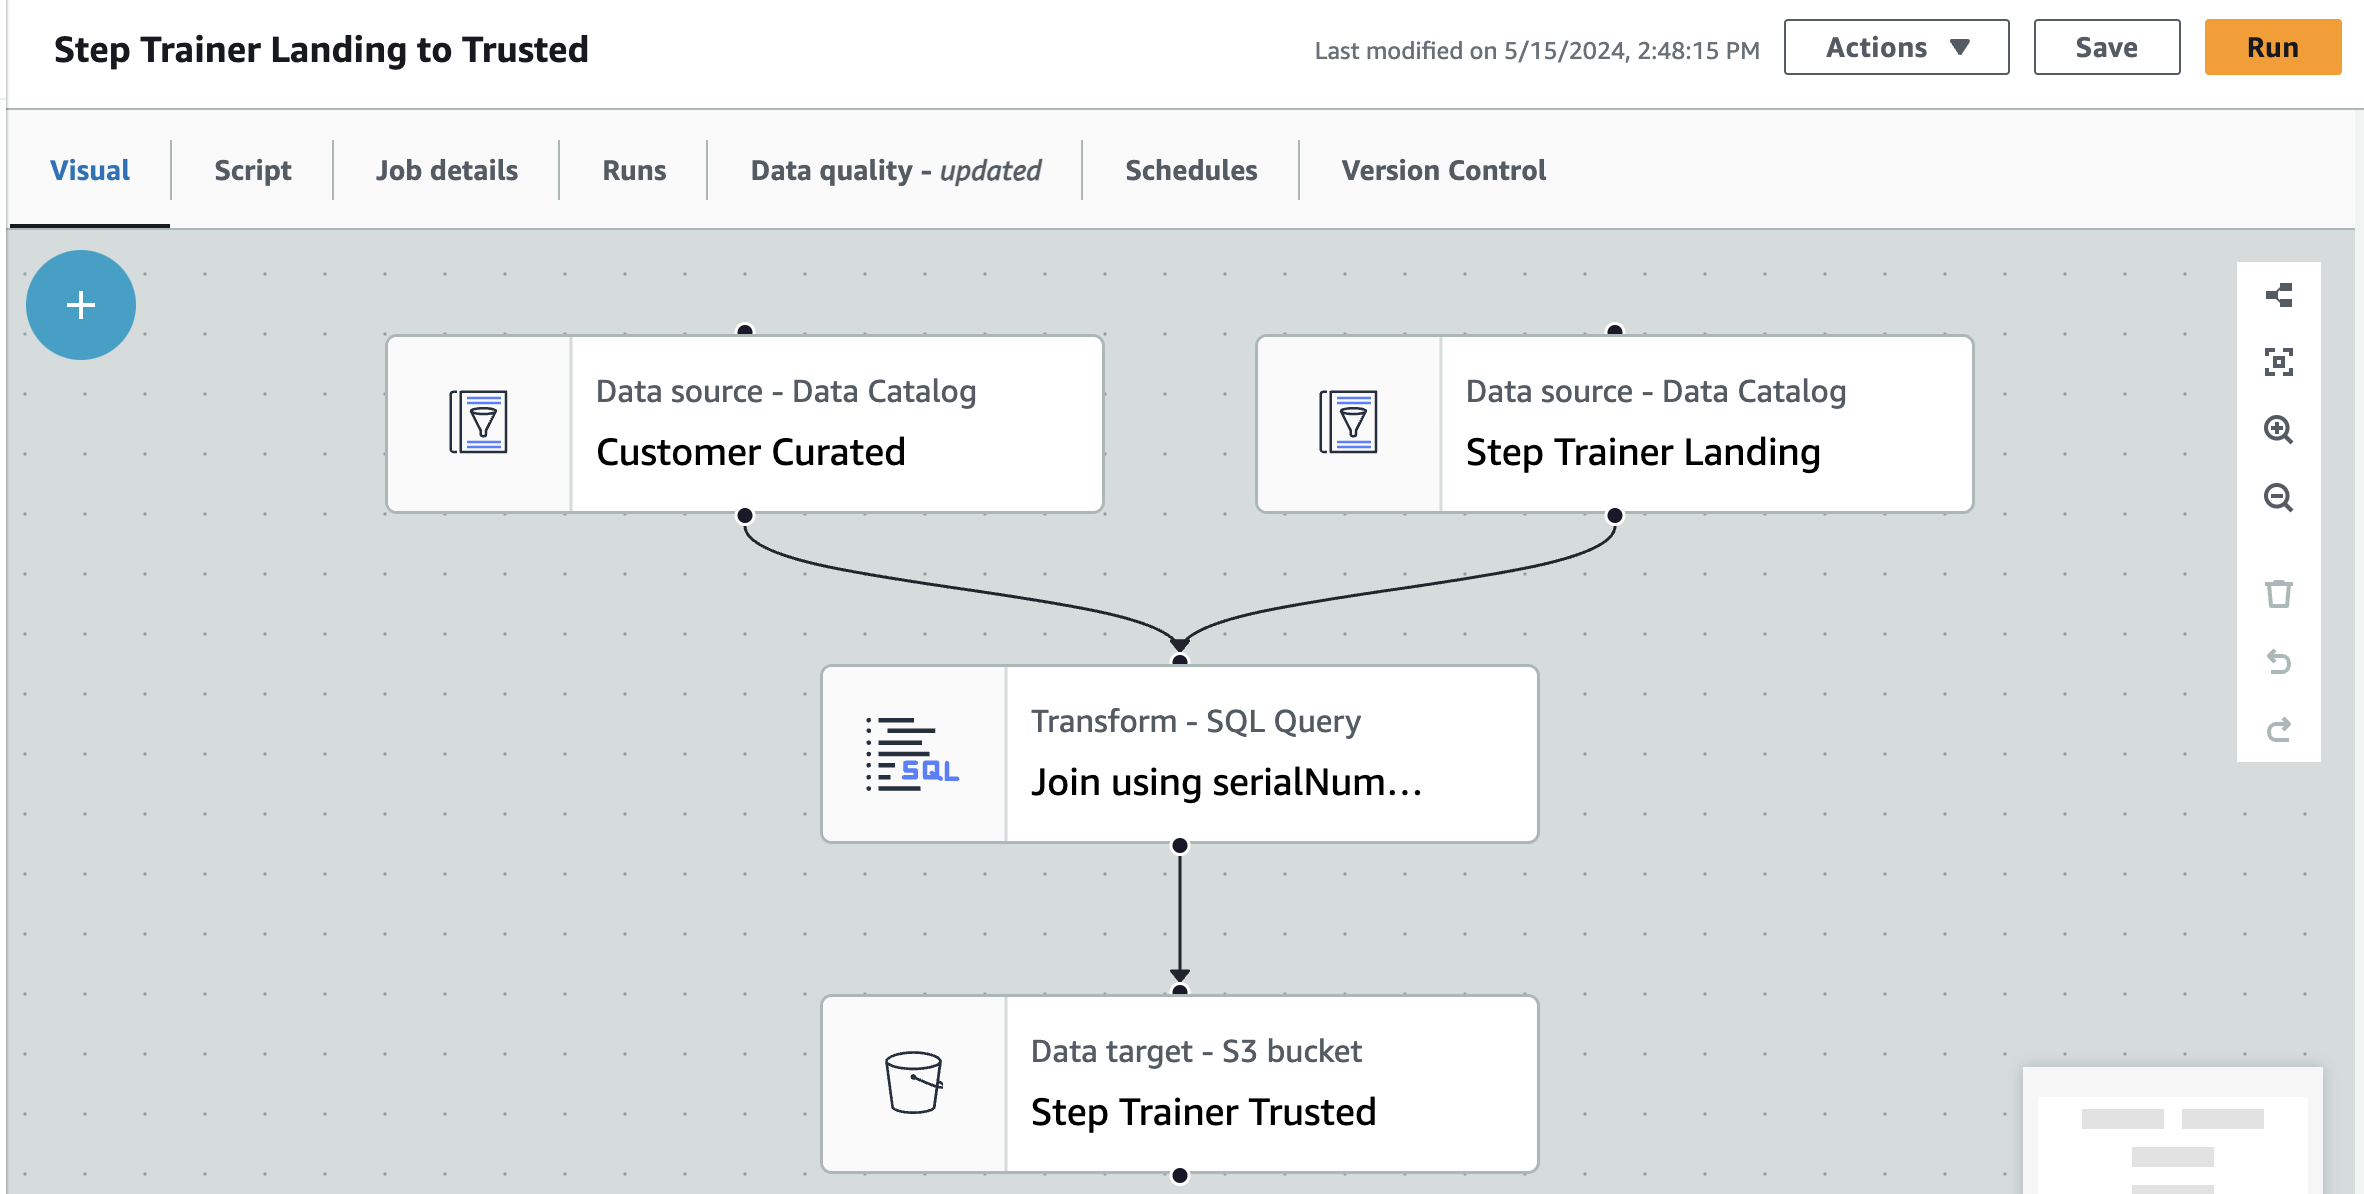 Step Trainer Landing to Trusted
Last modified on 5/15/2024, 2:48:15 PM
Actions
Save
Run
Visual
Script
Job details
Runs
Data quality - updated
Schedules
Version Control
Data source - Data Catalog
Customer Curated
Data source - Data Catalog
Step Trainer Landing
Transform - SQL Query
Join using serialNum...
SQL
Data target - S3 bucket
Step Trainer Trusted